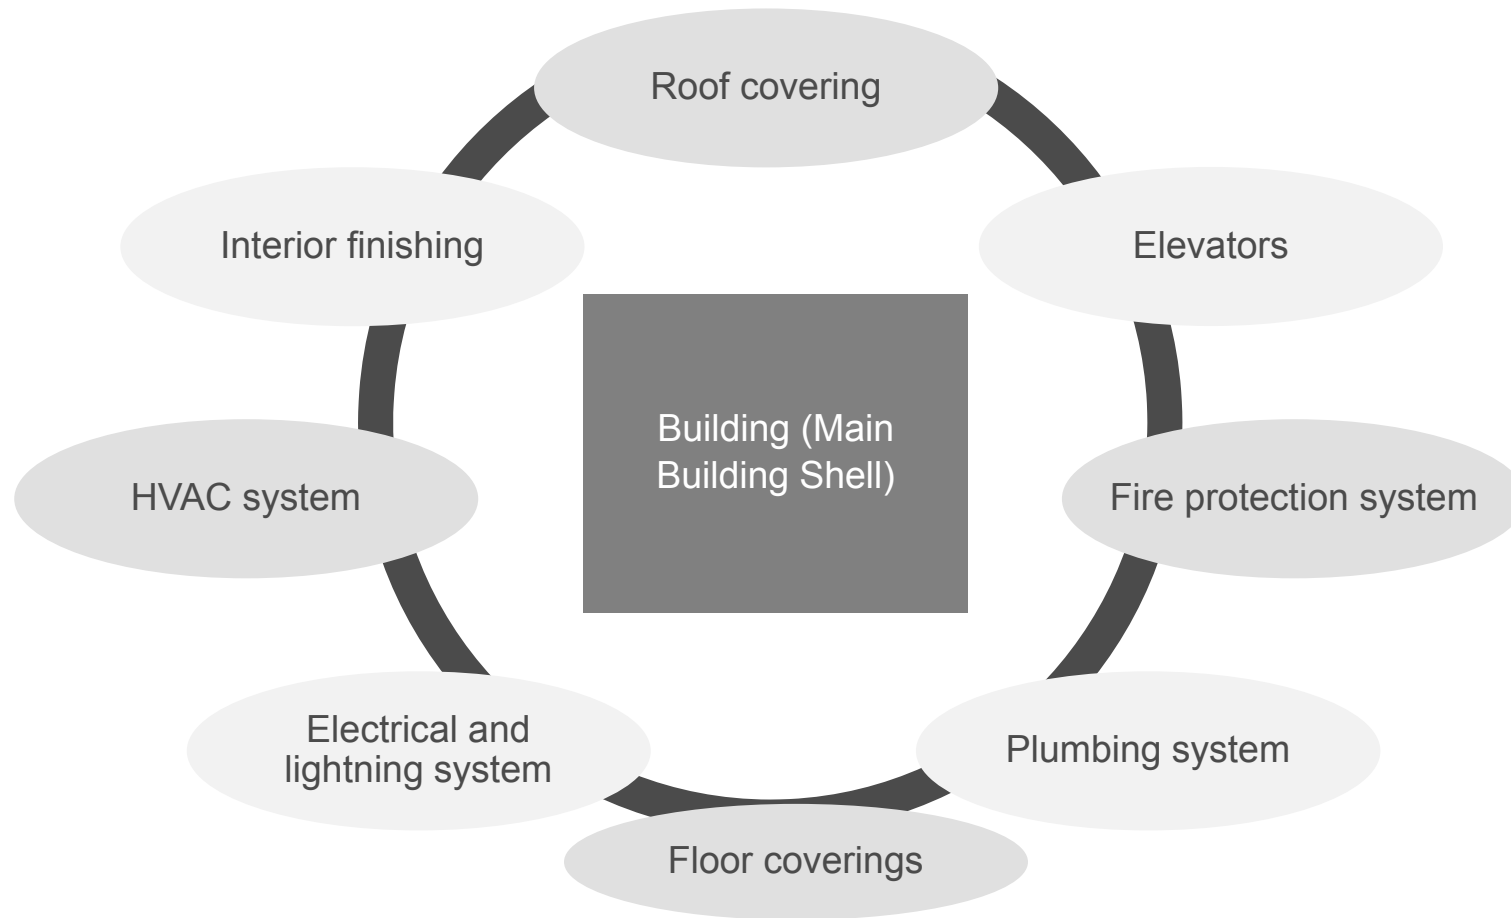 Roof covering
Interior finishing
Elevators
Building (Main
Building Shell)
HVAC system
Fire protection system
Electrical and
lightning system
Plumbing system
Floor coverings